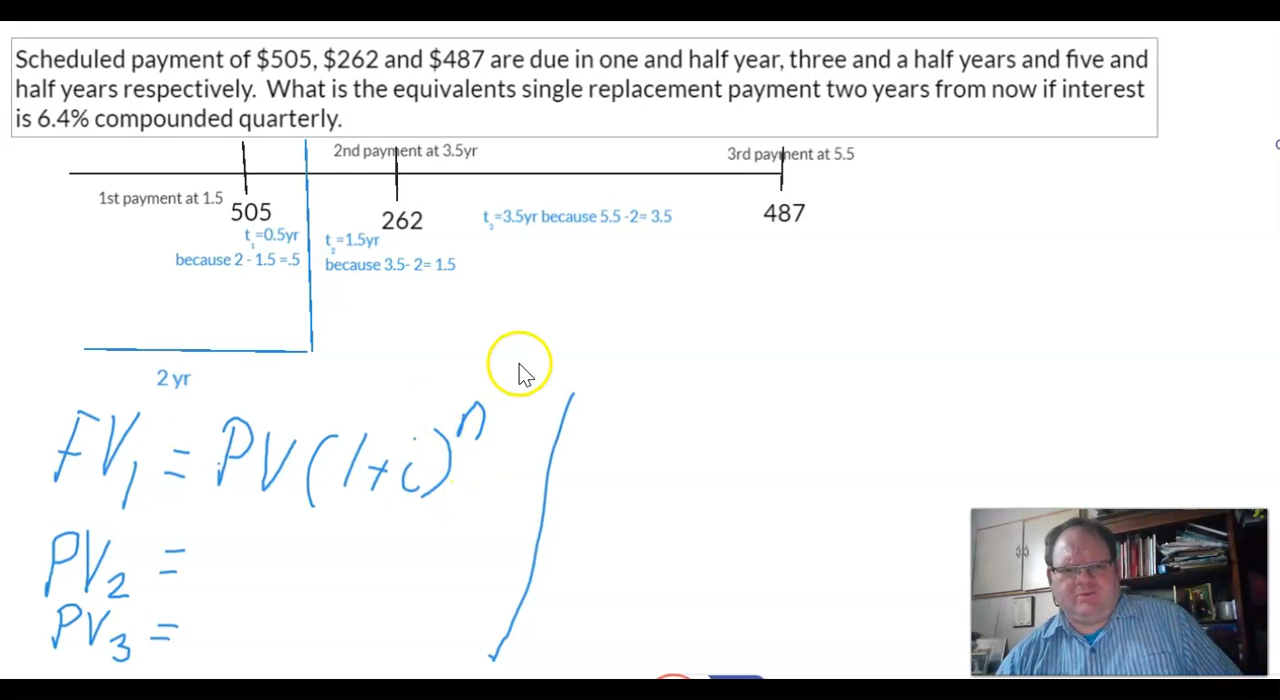 Scheduled payment of $505, $262 and $487 are due in one and half year, three and a half years and five and
half years respectively. What is the equivalents single replacement payment two years from now if interest
is 6.4% compounded quarterly.
2nd payment at 3.5yr
3rd payment at 5.5
1st payment at 1.5
505
262
487
t₁=0.5yr
because 2 - 1.5 =.5
t₂=1.5yr
because 3.5- 2= 1.5
t₃=3.5yr because 5.5 -2= 3.5
2 yr
FV₁ = PV(1+i)ⁿ
PV₂ =
PV₃ =